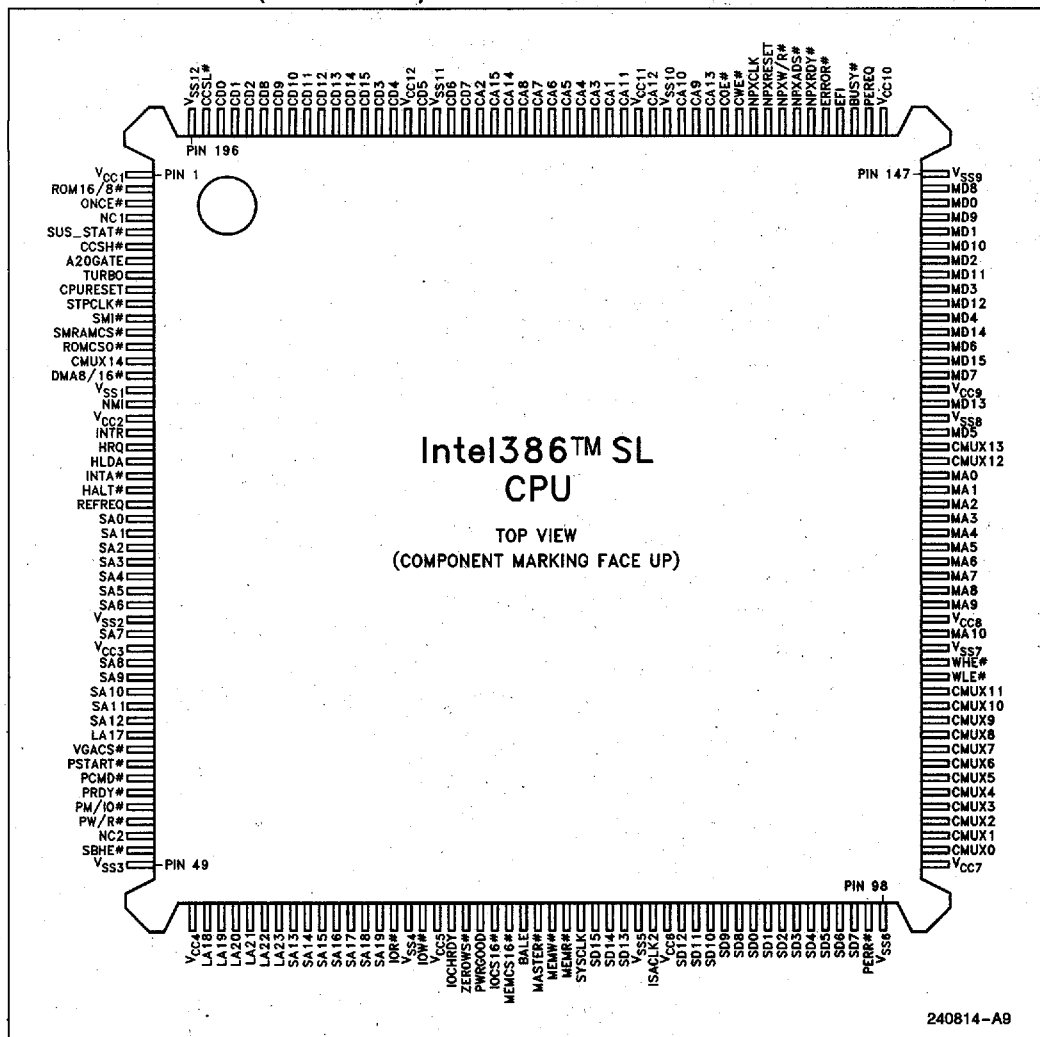 VSS12
CCSL#
CD0
CD1
CD2
CD8
CD9
CD10
CD11
CD12
CD13
CD14
CD15
CD3
CD4
VCC12
CD5
VSS11
CD6
CD7
CA2
CA15
CA14
CA8
CA7
CA6
CA5
CA4
CA3
CA1
CA11
VCC11
CA12
VSS10
CA10
CA9
CA13
COE#
CWE#
NPXCLK
NPXRESET
NPXW/R#
NPXADS#
NPXRDY#
ERROR#
EFI
BUSY#
PEREQ
VCC10
PIN 196
VCC1
ROM16/8#
ONCE#
NC1
SUS_STAT#
CCSH#
A20GATE
TURBO
CPURESET
STPCLK#
SMI#
SMRAMCS#
ROMCS0#
CMUX14
DMA8/16#
VSS1
NMI
VCC2
INTR
HRQ
HLDA
INTA#
HALT#
REFREQ
SA0
SA1
SA2
SA3
SA4
SA5
SA6
VSS2
SA7
VCC3
SA8
SA9
SA10
SA11
SA12
LA17
VGACS#
PSTART#
PCMD#
PRDY#
PM/IO#
PW/R#
NC2
SBHE#
VSS3
PIN 1
PIN 49
Intel386™ SL
CPU
TOP VIEW
(COMPONENT MARKING FACE UP)
PIN 147
PIN 98
VSS9
MD8
MD0
MD9
MD1
MD10
MD2
MD11
MD3
MD12
MD4
MD14
MD6
MD15
MD7
VCC9
MD13
VSS8
MD5
CMUX13
CMUX12
MA0
MA1
MA2
MA3
MA4
MA5
MA6
MA7
MA8
MA9
VCC8
MA10
VSS7
WHE#
WLE#
CMUX11
CMUX10
CMUX9
CMUX8
CMUX7
CMUX6
CMUX5
CMUX4
CMUX3
CMUX2
CMUX1
CMUX0
VCC7
VCC4
LA18
LA19
LA20
LA21
LA22
LA23
SA13
SA14
SA15
SA16
SA17
SA18
SA19
IOR#
VSS4
IOW#
VCC5
IOCHRDY
ZEROWS#
PWRGOOD
IOCS16#
MEMCS16#
BALE
MASTER#
MEMW#
MEMR#
SYSCLK
SD15
SD14
SD13
VSS5
ISACLK2
VCC6
SD12
SD11
SD10
SD9
SD8
SD0
SD1
SD2
SD3
SD4
SD5
SD6
SD7
PERR#
VSS6
240814-A9